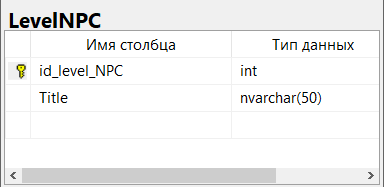 LevelNPC
Имя столбца Тип данных
id_level_NPC int
Title nvarchar(50)